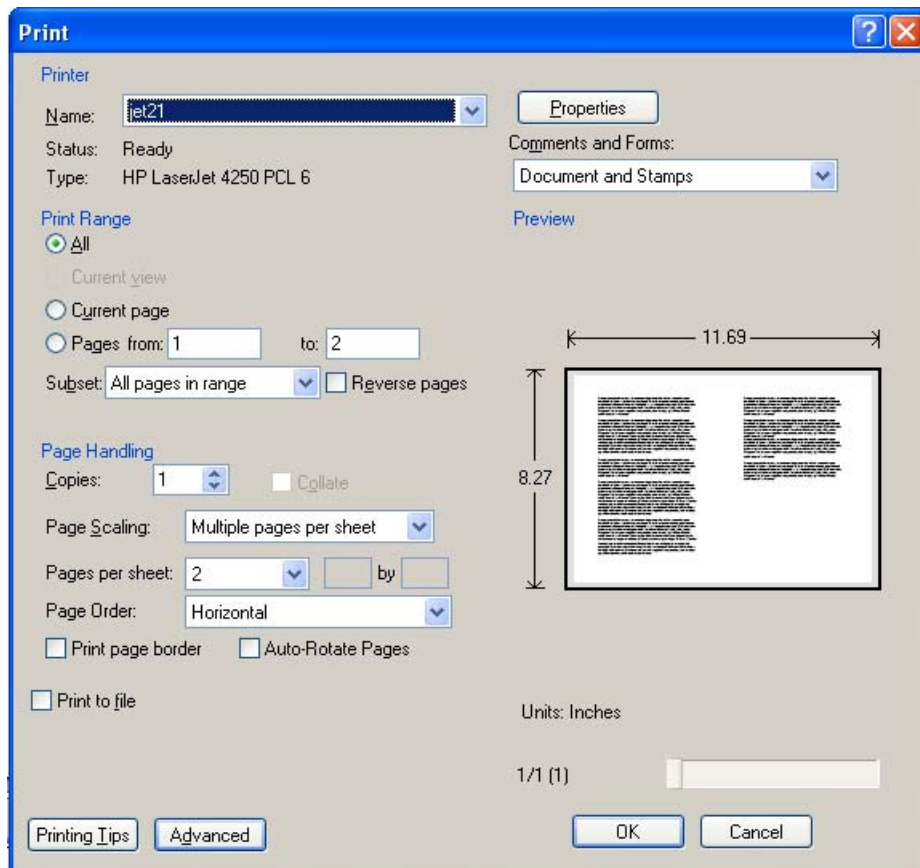 Print
Printer
Name: jet21
Properties
Status: Ready
Comments and Forms:
Type: HP LaserJet 4250 PCL 6
Document and Stamps
Print Range
Preview
All
Current view
Current page
Pages from: 1 to: 2
Subset: All pages in range Reverse pages
11.69
8.27
Page Handling
Copies: 1 Collate
Page Scaling: Multiple pages per sheet
Pages per sheet: 2 by
Page Order: Horizontal
Print page border Auto-Rotate Pages
Print to file
Units: Inches
1/1 (1)
Printing Tips Advanced OK Cancel